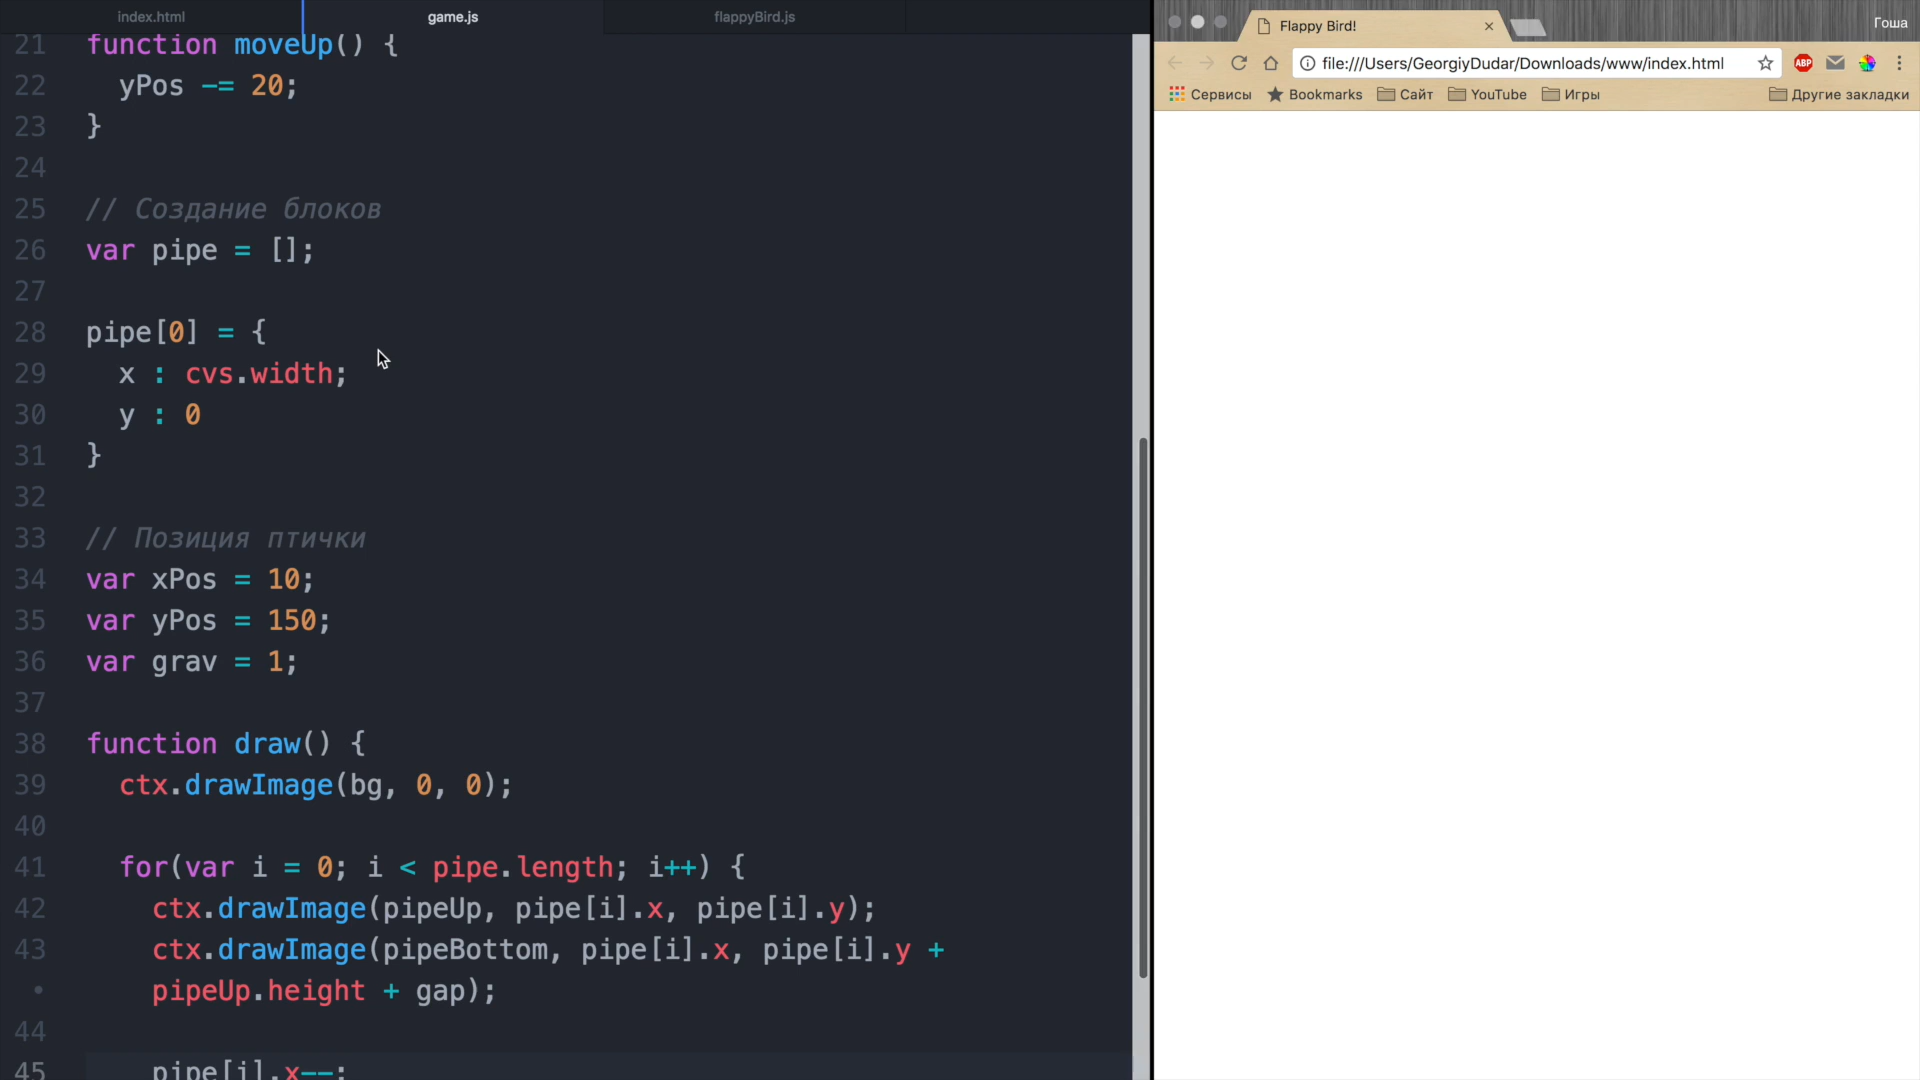 index.html
game.js
flappyBird.js
21 function moveUp() {
22 yPos -= 20;
23 }
24
25 // Создание блоков
26 var pipe = [];
27
28 pipe[0] = {
29 x : cvs.width;
30 y : 0
31 }
32
33 // Позиция птички
34 var xPos = 10;
35 var yPos = 150;
36 var grav = 1;
37
38 function draw() {
39 ctx.drawImage(bg, 0, 0);
40
41 for(var i = 0; i < pipe.length; i++) {
42 ctx.drawImage(pipeUp, pipe[i].x, pipe[i].y);
43 ctx.drawImage(pipeBottom, pipe[i].x, pipe[i].y +
• pipeUp.height + gap);
44
45 pipe[i].x--;
Flappy Bird!
Гоша
file:///Users/GeorgiyDudar/Downloads/www/index.html
ABP
Сервисы
Bookmarks
Сайт
YouTube
Игры
Другие закладки